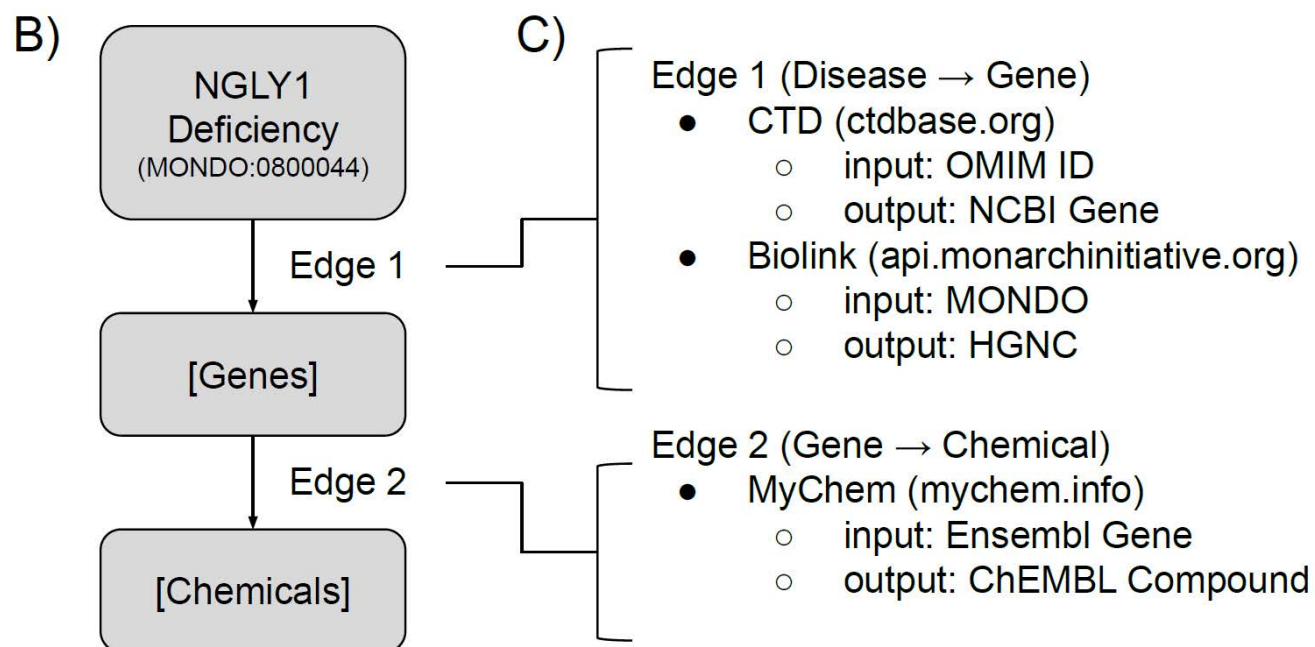 B)
NGLY1
Deficiency
(MONDO:0800044)
Edge 1
[Genes]
Edge 2
[Chemicals]
C)
Edge 1 (Disease → Gene)
● CTD (ctdbase.org)
○ input: OMIM ID
○ output: NCBI Gene
● Biolink (api.monarchinitiative.org)
○ input: MONDO
○ output: HGNC
Edge 2 (Gene → Chemical)
● MyChem (mychem.info)
○ input: Ensembl Gene
○ output: ChEMBL Compound